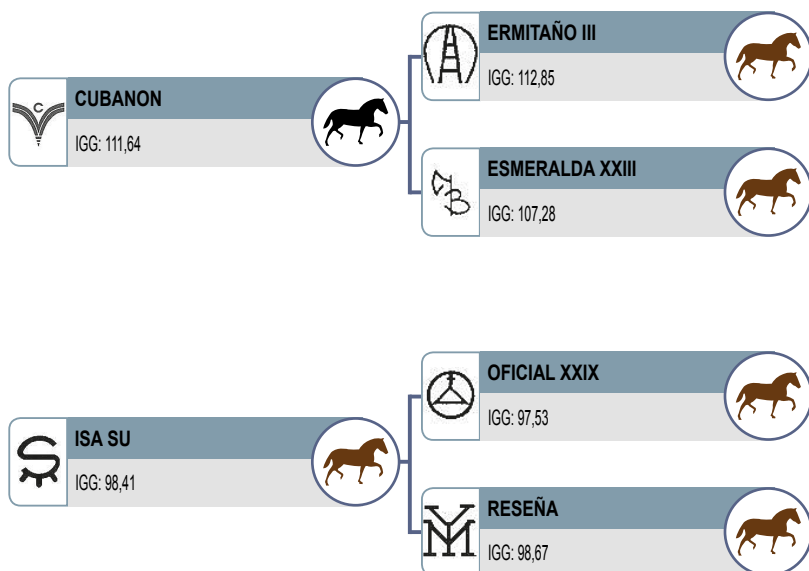 ERMITAÑO III
IGG: 112,85
CUBANON
IGG: 111,64
ESMERALDA XXIII
IGG: 107,28
OFICIAL XXIX
IGG: 97,53
ISA SU
IGG: 98,41
RESEÑA
IGG: 98,67